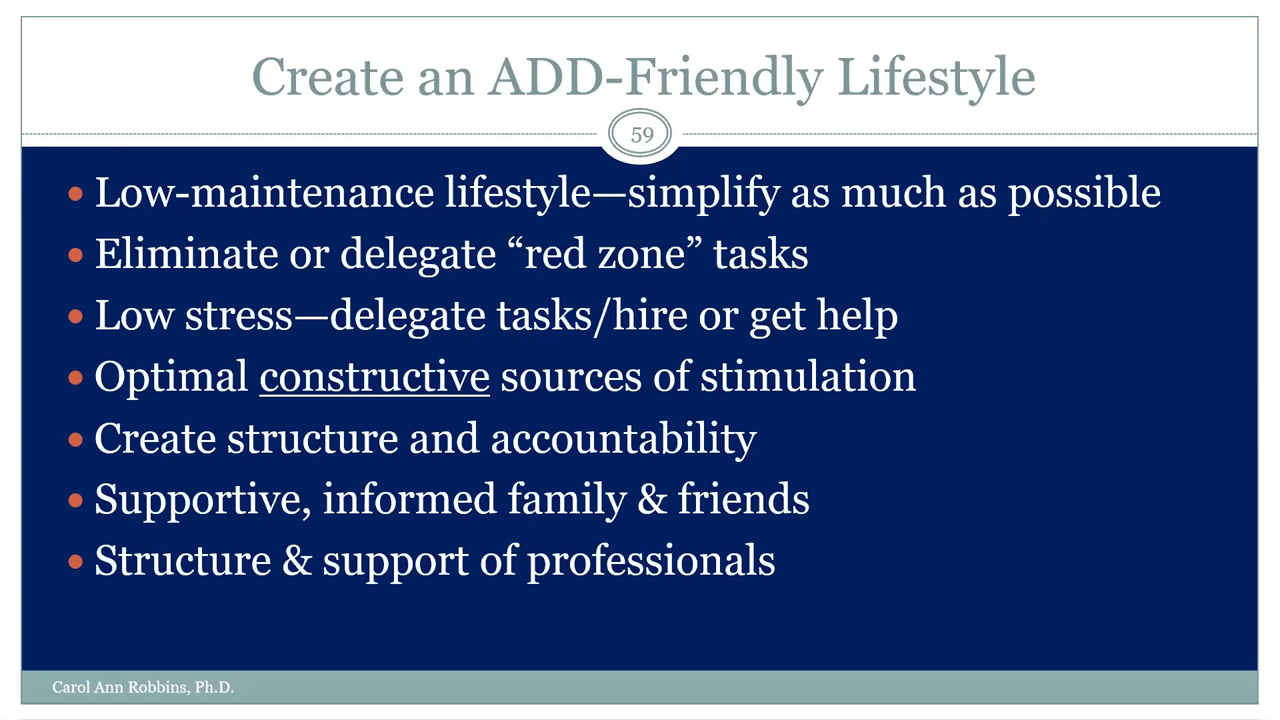 Create an ADD-Friendly Lifestyle
59
• Low-maintenance lifestyle—simplify as much as possible
• Eliminate or delegate “red zone” tasks
• Low stress—delegate tasks/hire or get help
• Optimal constructive sources of stimulation
• Create structure and accountability
• Supportive, informed family & friends
• Structure & support of professionals
Carol Ann Robbins, Ph.D.